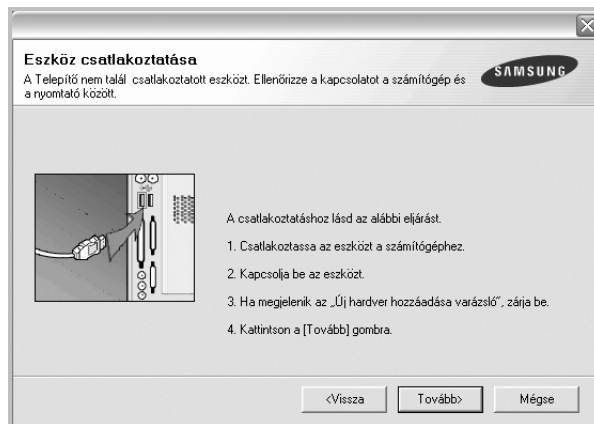 Eszköz csatlakoztatása
A Telepítő nem talál csatlakoztatott eszközt. Ellenőrizze a kapcsolatot a számítógép és
a nyomtató között.
SAMSUNG
A csatlakoztatáshoz lásd az alábbi eljárást.
1. Csatlakoztassa az eszközt a számítógéphez.
2. Kapcsolja be az eszközt.
3. Ha megjelenik az „Új hardver hozzáadása varázsló”, zárja be.
4. Kattintson a [Tovább] gombra.
<Vissza Tovább> Mégse